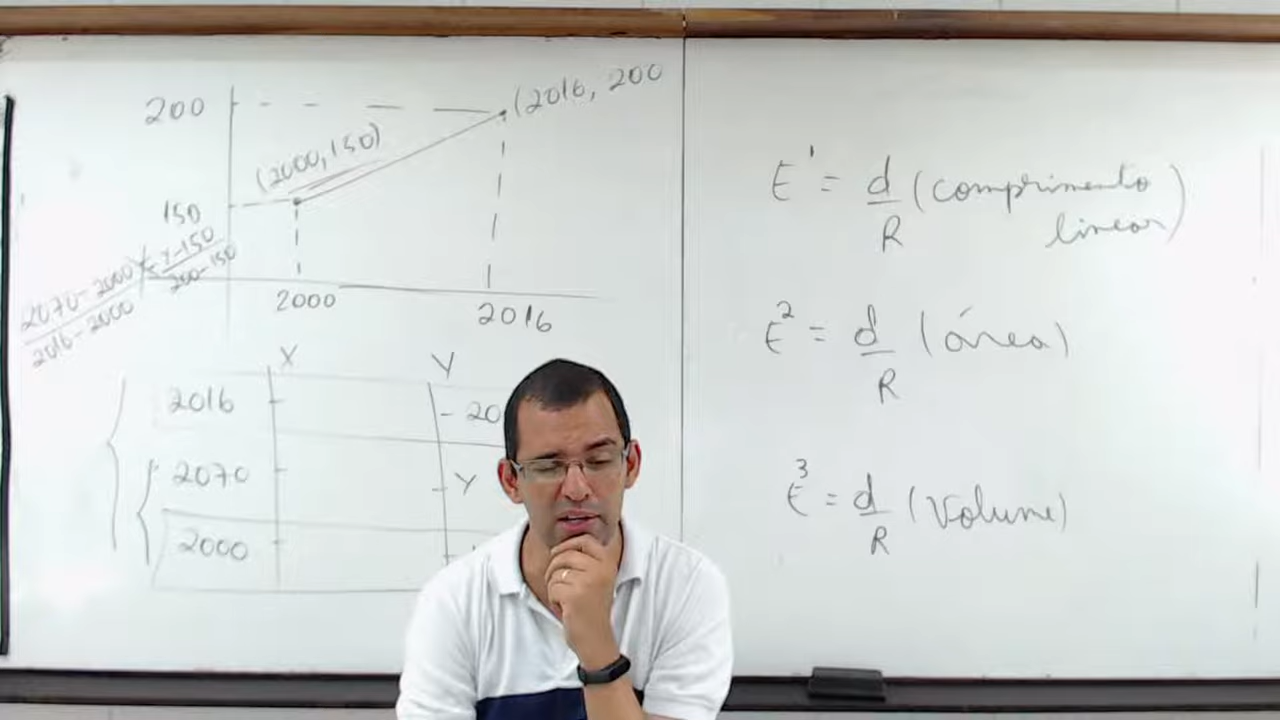 200
(2016, 200
(2000,150)
150
2070-2000 = Y-150
2016-2000 200-150
2000
2016
X Y
2016 20
2070 Y
2000
E¹ = d/R (comprimento
linear)
E² = d/R (área)
E³ = d/R (Volume)